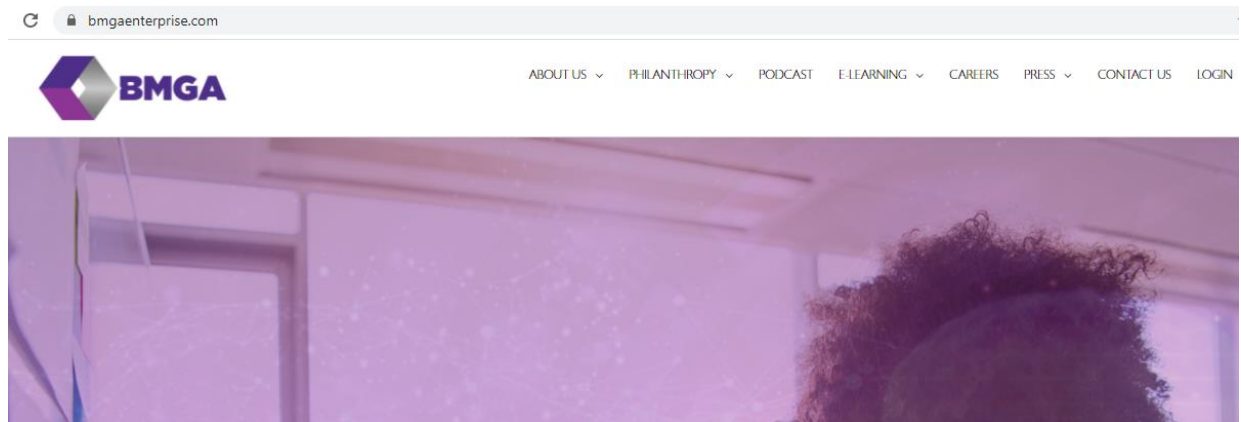 bmgaenterprise.com
BMGA
ABOUT US PHILANTHROPY PODCAST E-LEARNING CAREERS PRESS CONTACT US LOGIN